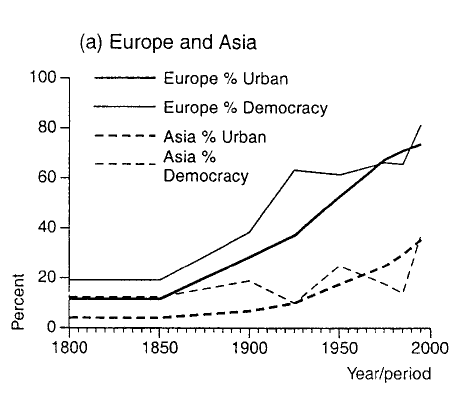 (a) Europe and Asia
100
Europe % Urban
Europe % Democracy
80
Asia % Urban
Asia %
Democracy
60
40
20
0
Percent
1800 1850 1900 1950 2000
Year/period